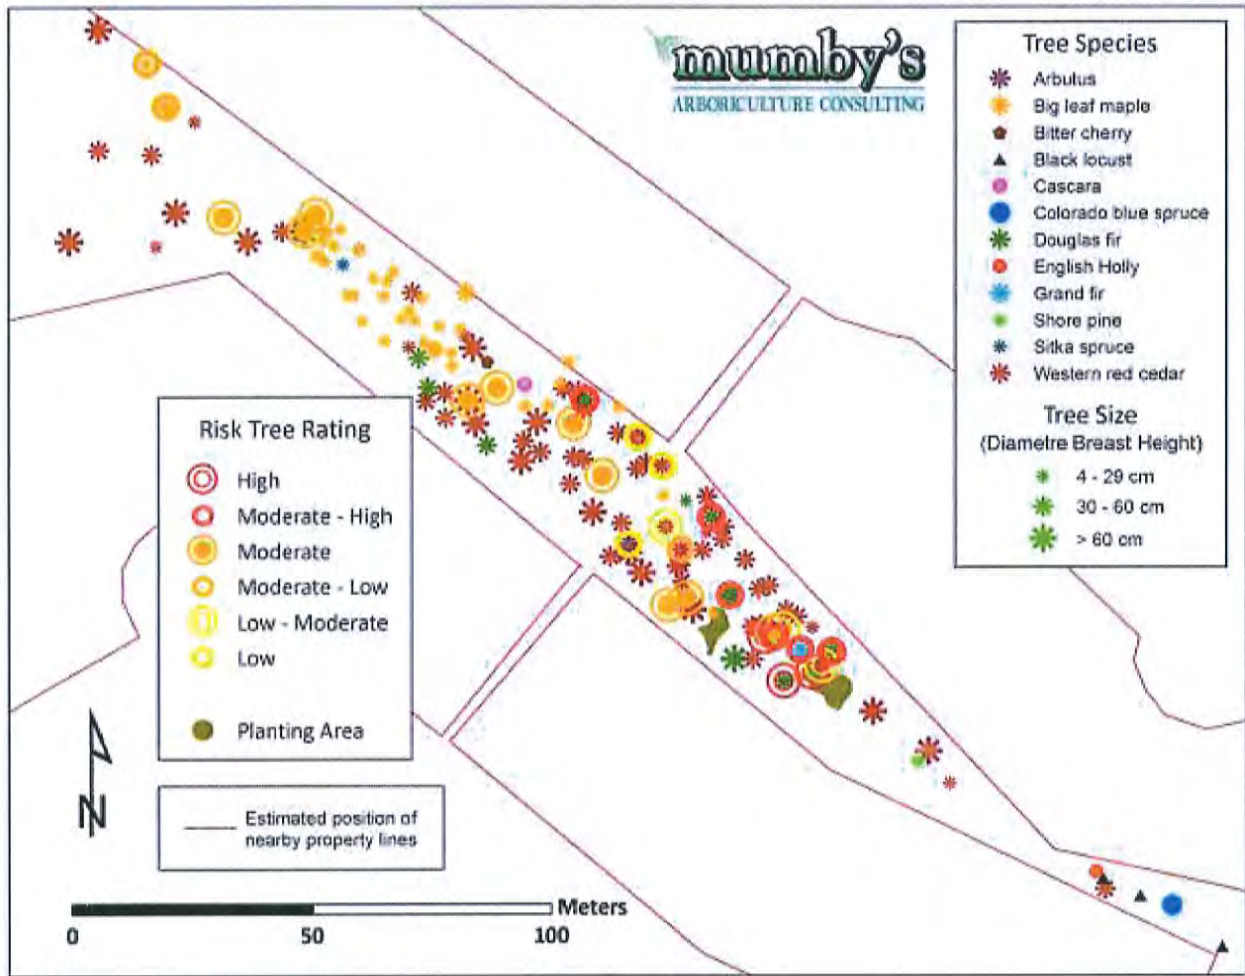 mumby's
ARBORICULTURE CONSULTING
Tree Species
Arbutus
Big leaf maple
Bitter cherry
Black locust
Cascara
Colorado blue spruce
Douglas fir
English Holly
Grand fir
Shore pine
Sitka spruce
Western red cedar
Tree Size
(Diametre Breast Height)
4 - 29 cm
30 - 60 cm
> 60 cm
Risk Tree Rating
High
Moderate - High
Moderate
Moderate - Low
Low - Moderate
Low
Planting Area
N
Estimated position of
nearby property lines
Meters
0 50 100